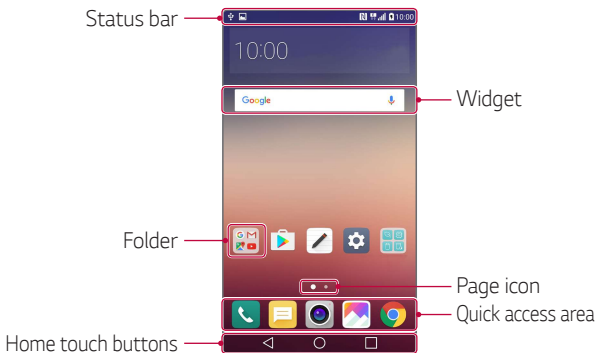 Status bar
10:00
10:00
Google
Widget
Folder
Page icon
Quick access area
Home touch buttons